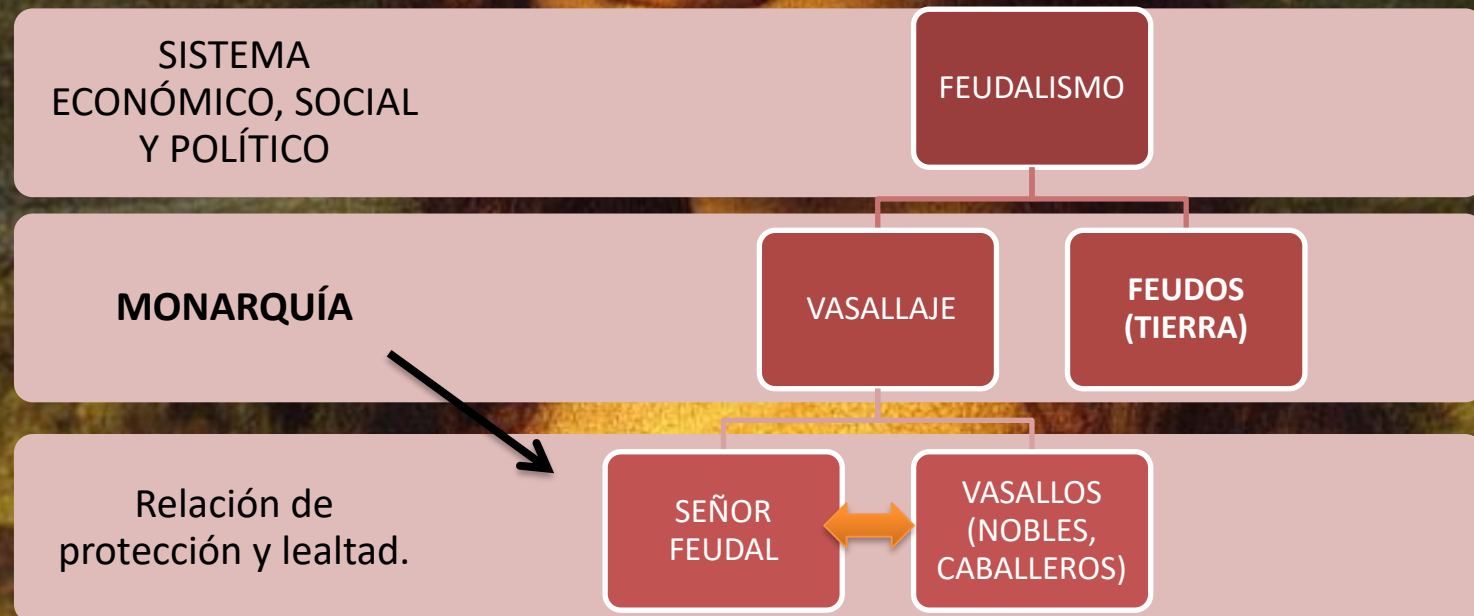 SISTEMA
ECONÓMICO, SOCIAL
Y POLÍTICO
FEUDALISMO
MONARQUÍA
VASALLAJE
FEUDOS
(TIERRA)
Relación de
protección y lealtad.
SEÑOR
FEUDAL
VASALLOS
(NOBLES,
CABALLEROS)